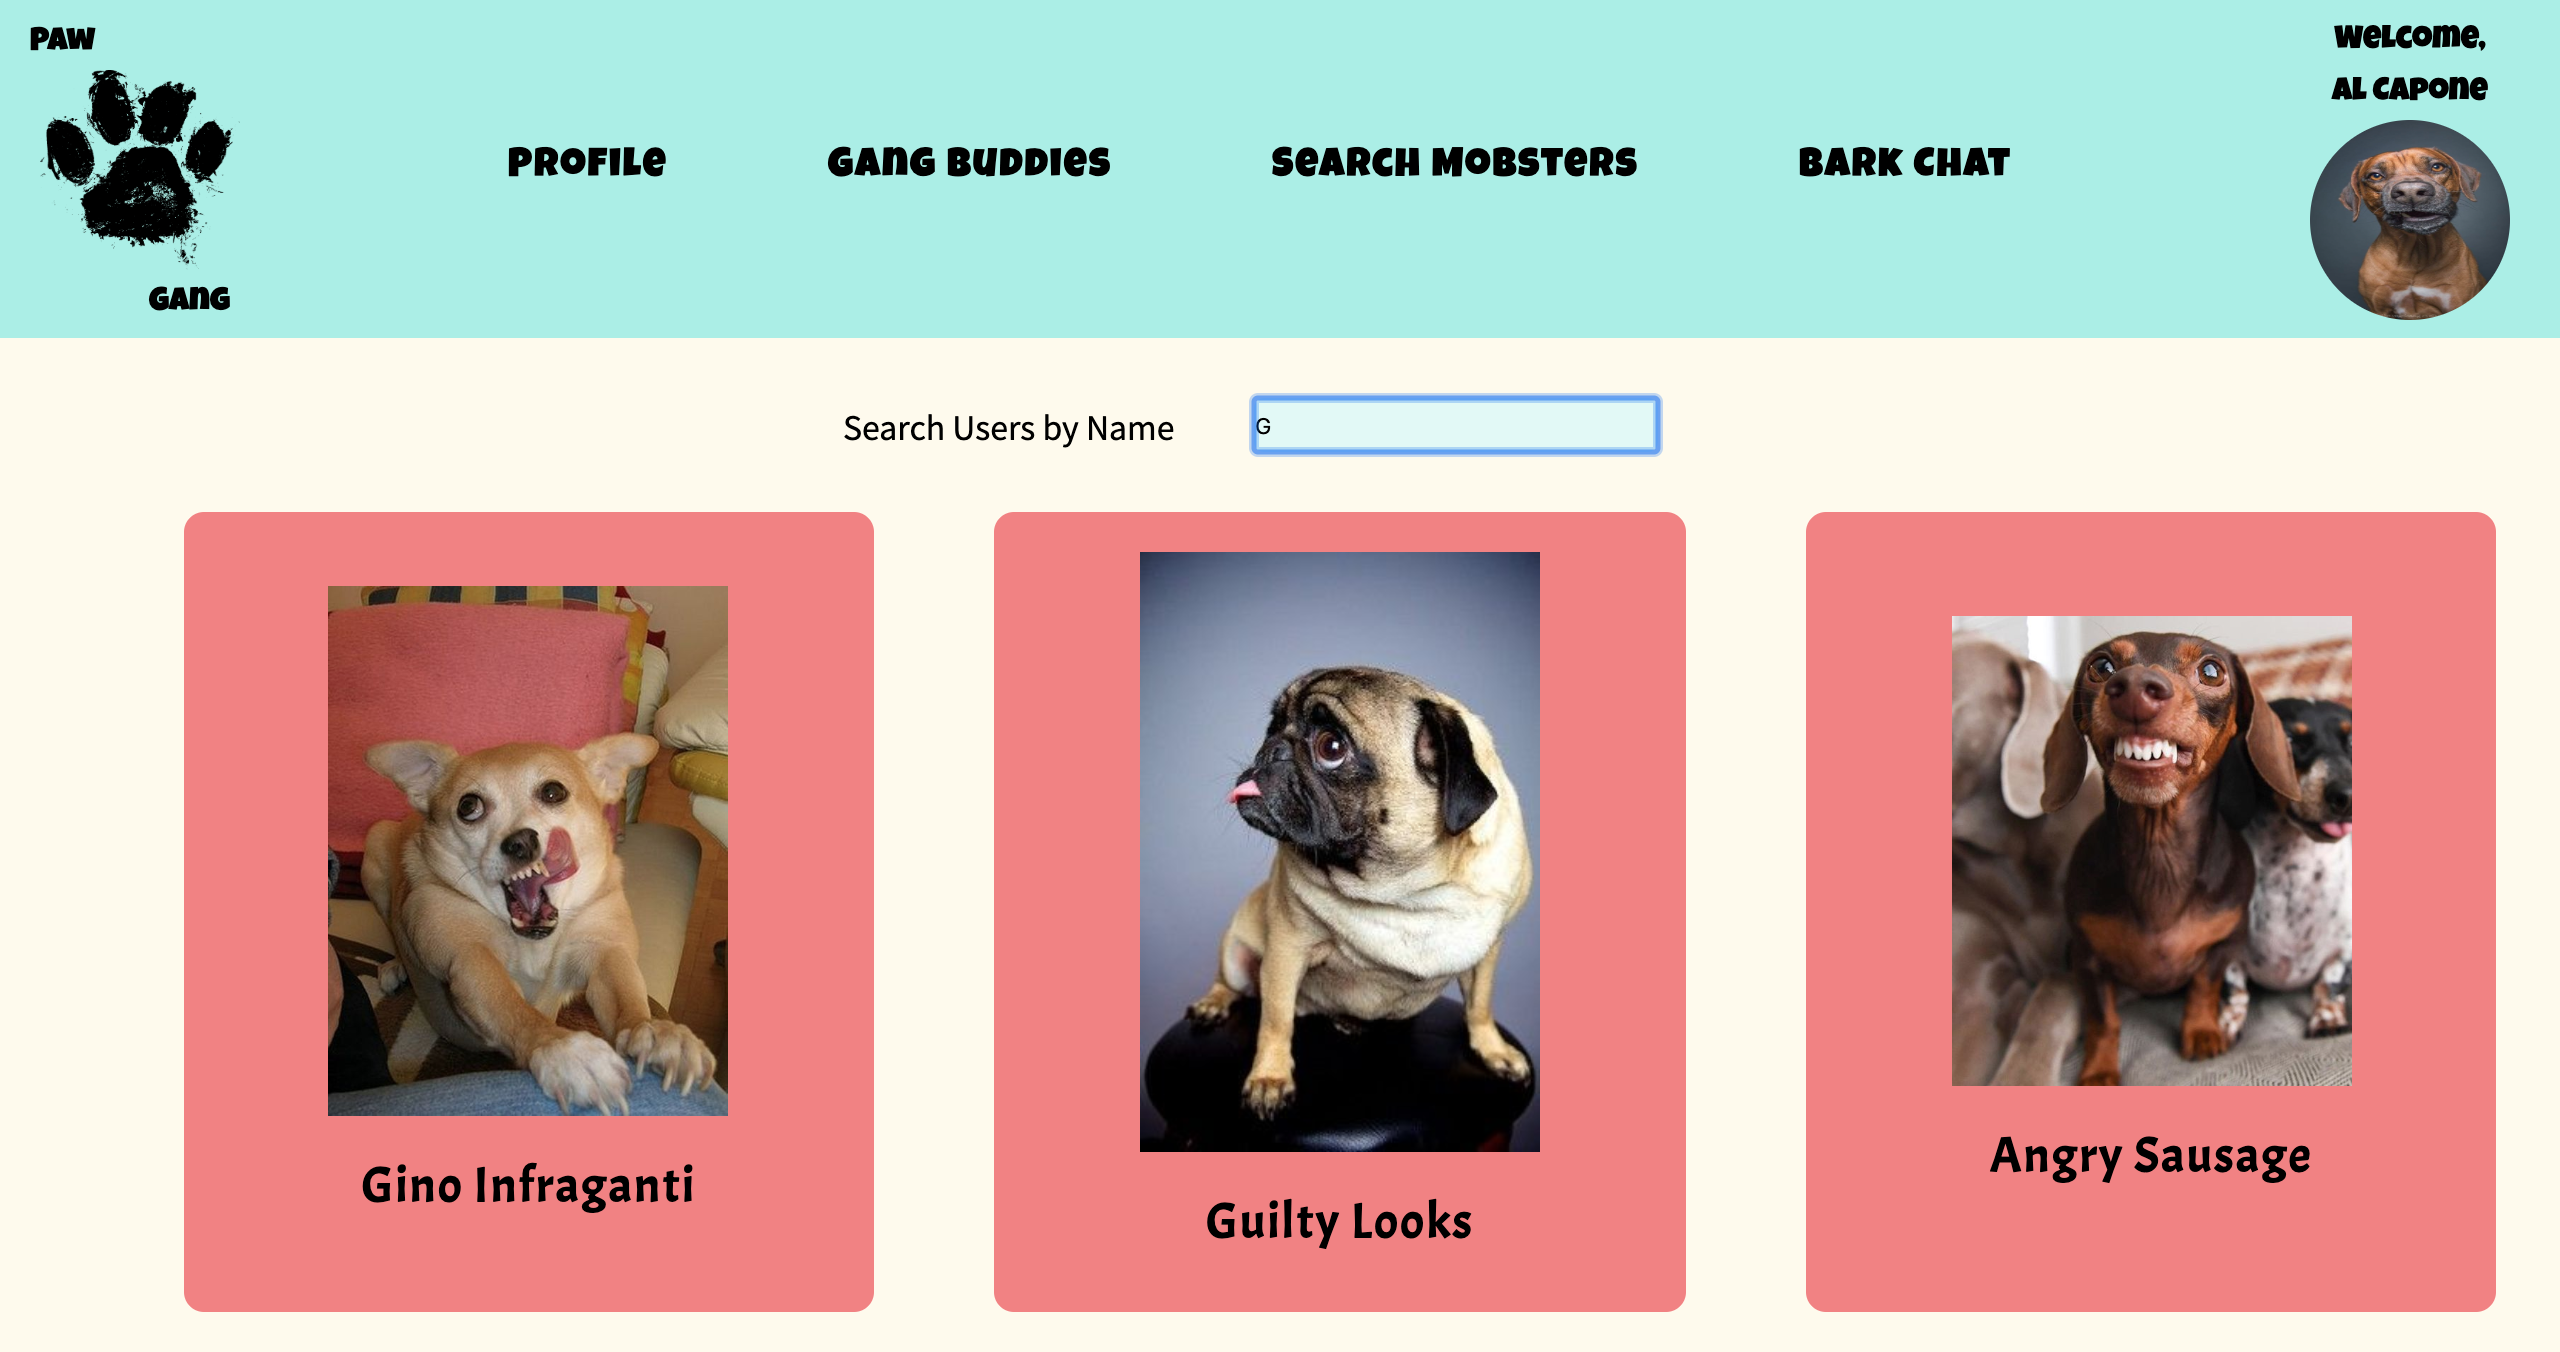 PAW
GANG
PROFILE
GANG BUDDIES
SEARCH MOBSTERS
BARK CHAT
Welcome,
Al Capone
Search Users by Name
G
Gino Infraganti
Guilty Looks
Angry Sausage